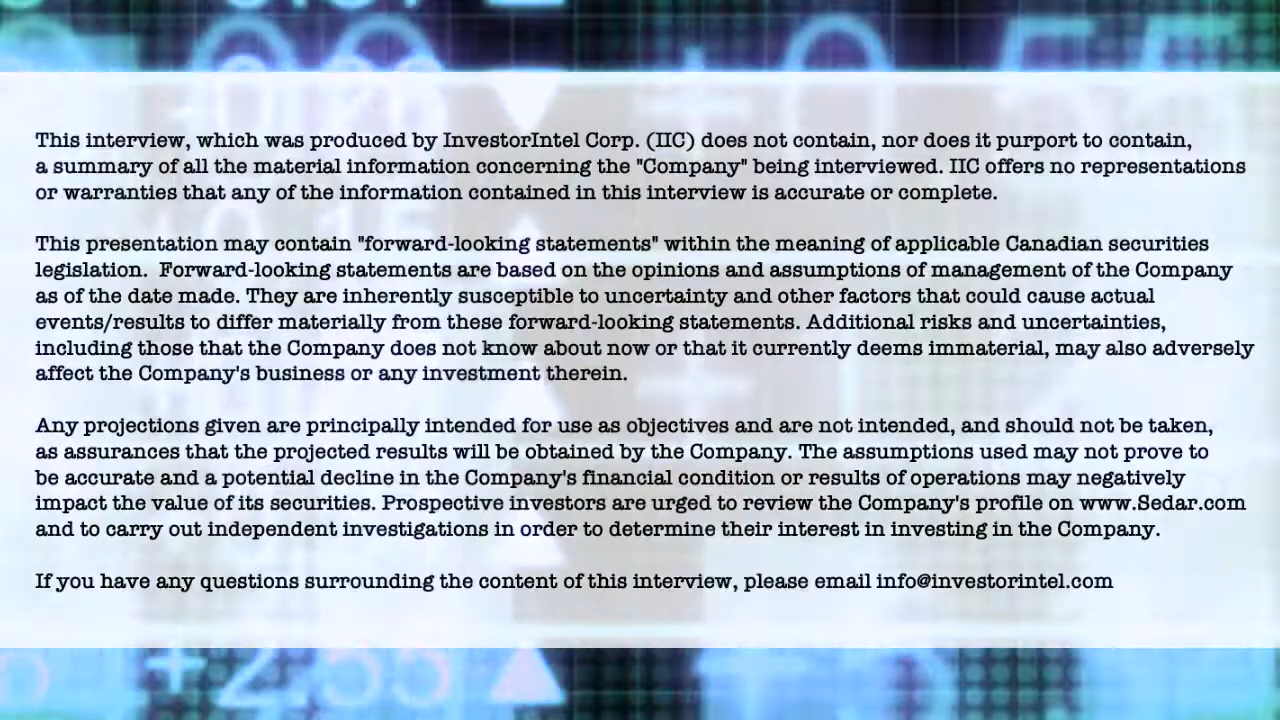 This interview, which was produced by InvestorIntel Corp. (IIC) does not contain, nor does it purport to contain,
a summary of all the material information concerning the "Company" being interviewed. IIC offers no representations
or warranties that any of the information contained in this interview is accurate or complete.
This presentation may contain "forward-looking statements" within the meaning of applicable Canadian securities
legislation.  Forward-looking statements are based on the opinions and assumptions of management of the Company
as of the date made. They are inherently susceptible to uncertainty and other factors that could cause actual
events/results to differ materially from these forward-looking statements. Additional risks and uncertainties,
including those that the Company does not know about now or that it currently deems immaterial, may also adversely
affect the Company's business or any investment therein.
Any projections given are principally intended for use as objectives and are not intended, and should not be taken,
as assurances that the projected results will be obtained by the Company. The assumptions used may not prove to
be accurate and a potential decline in the Company's financial condition or results of operations may negatively
impact the value of its securities. Prospective investors are urged to review the Company's profile on www.Sedar.com
and to carry out independent investigations in order to determine their interest in investing in the Company.
If you have any questions surrounding the content of this interview, please email info@investorintel.com
+2.55